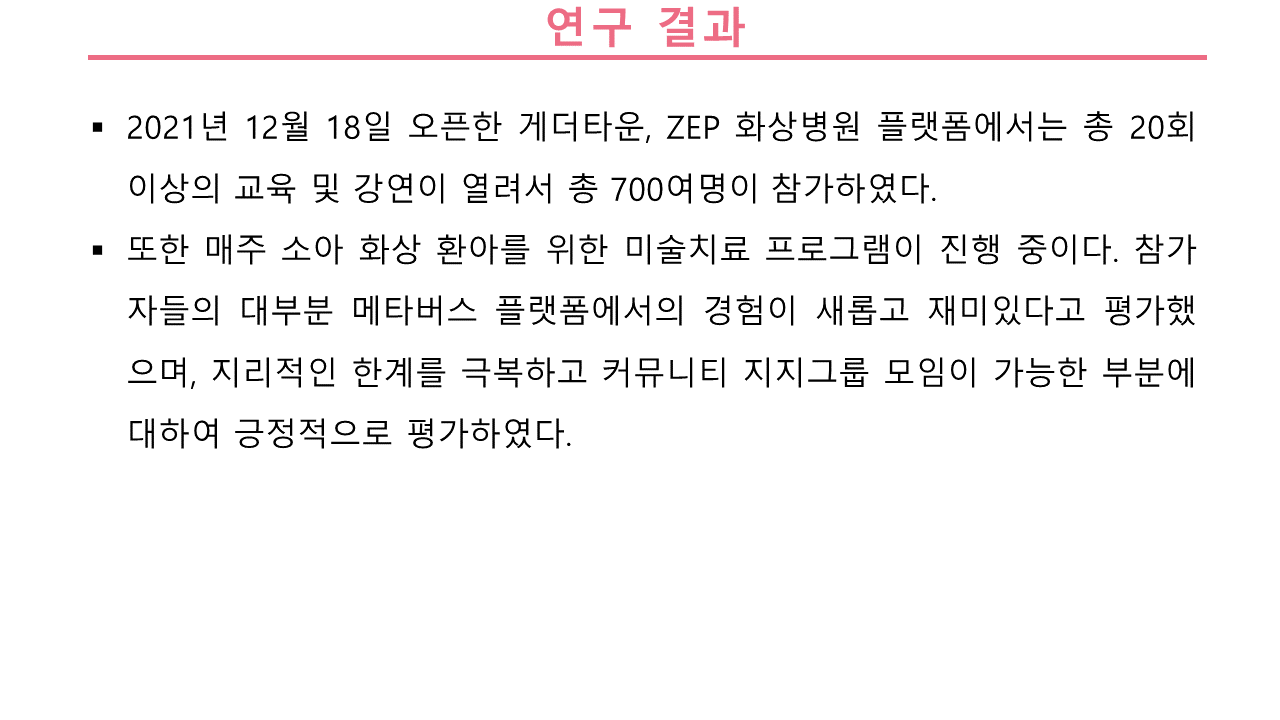 연구 결과
▪ 2021년 12월 18일 오픈한 게더타운, ZEP 화상병원 플랫폼에서는 총 20회
이상의 교육 및 강연이 열려서 총 700여명이 참가하였다.
▪ 또한 매주 소아 화상 환아를 위한 미술치료 프로그램이 진행 중이다. 참가
자들의 대부분 메타버스 플랫폼에서의 경험이 새롭고 재미있다고 평가했
으며, 지리적인 한계를 극복하고 커뮤니티 지지그룹 모임이 가능한 부분에
대하여 긍정적으로 평가하였다.